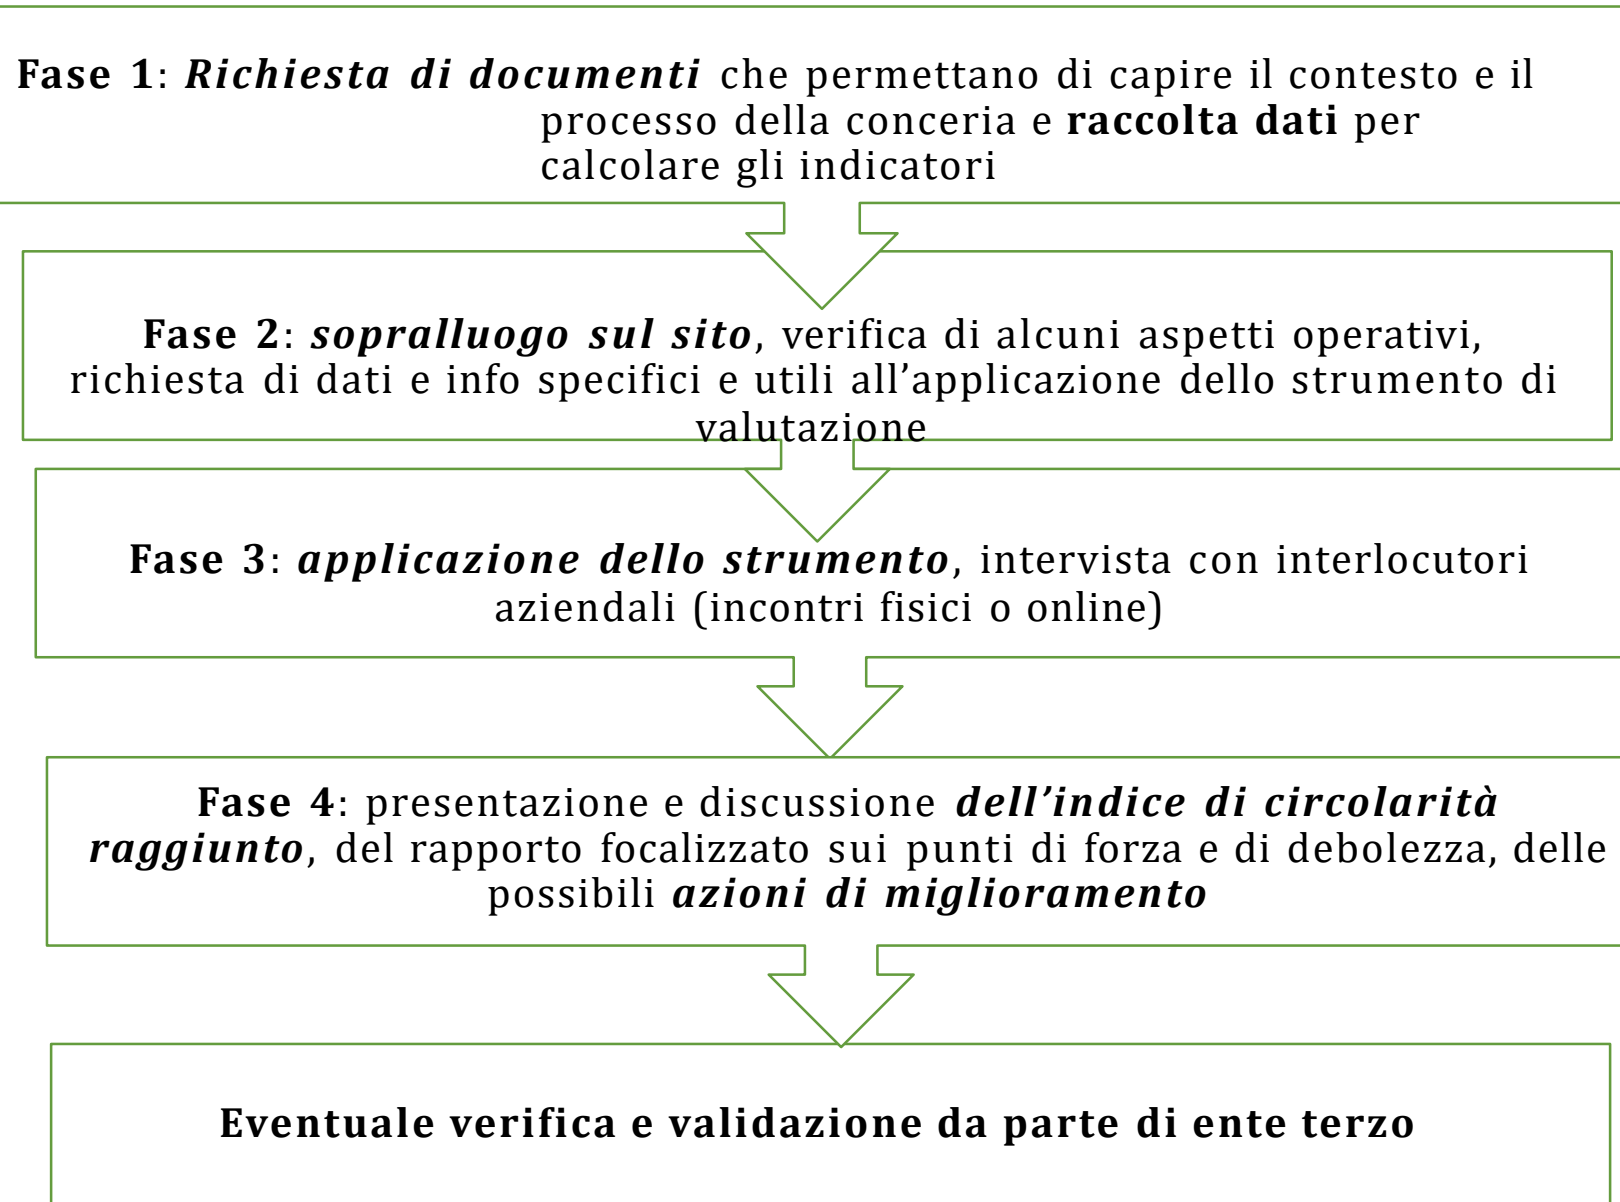 Fase 1: Richiesta di documenti che permettano di capire il contesto e il
processo della conceria e raccolta dati per
calcolare gli indicatori
Fase 2: sopralluogo sul sito, verifica di alcuni aspetti operativi,
richiesta di dati e info specifici e utili all’applicazione dello strumento di
valutazione
Fase 3: applicazione dello strumento, intervista con interlocutori
aziendali (incontri fisici o online)
Fase 4: presentazione e discussione dell’indice di circolarità
raggiunto, del rapporto focalizzato sui punti di forza e di debolezza, delle
possibili azioni di miglioramento
Eventuale verifica e validazione da parte di ente terzo